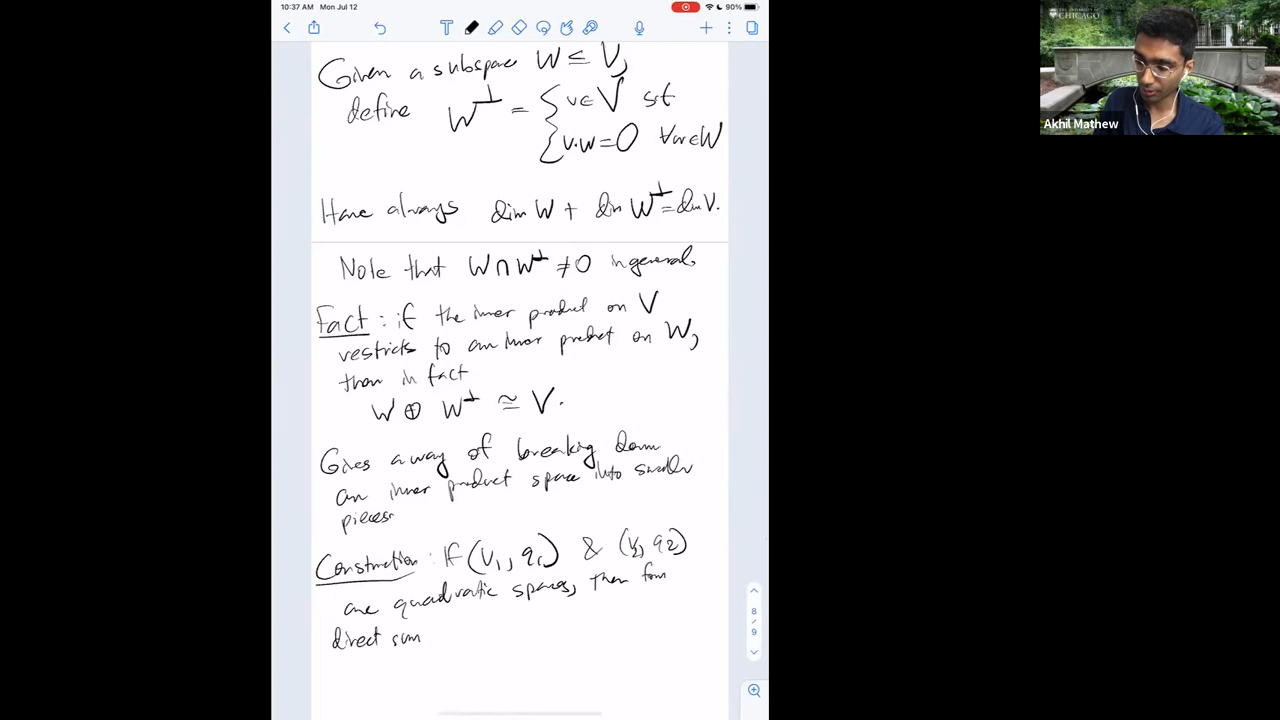 10:37 AM Mon Jul 12
90%
THE UNIVERSITY OF
CHICAGO
Akhil Mathew
Given a subspace W ≤ V,
define W⊥ = { v ∈ V s.t
v·w = 0 ∀w∈W
Have always dim W + dim W⊥ = dim V.
Note that W ∩ W⊥ ≠ 0 in general.
Fact: if the inner product on V
restricts to an inner product on W,
then in fact
W ⊕ W⊥ ≅ V.
Gives a way of breaking down
an inner product space into smaller
pieces
Construction: If (V₁, q₁) & (V₂, q₂)
are quadratic spaces, then form
direct sum
8
/
9